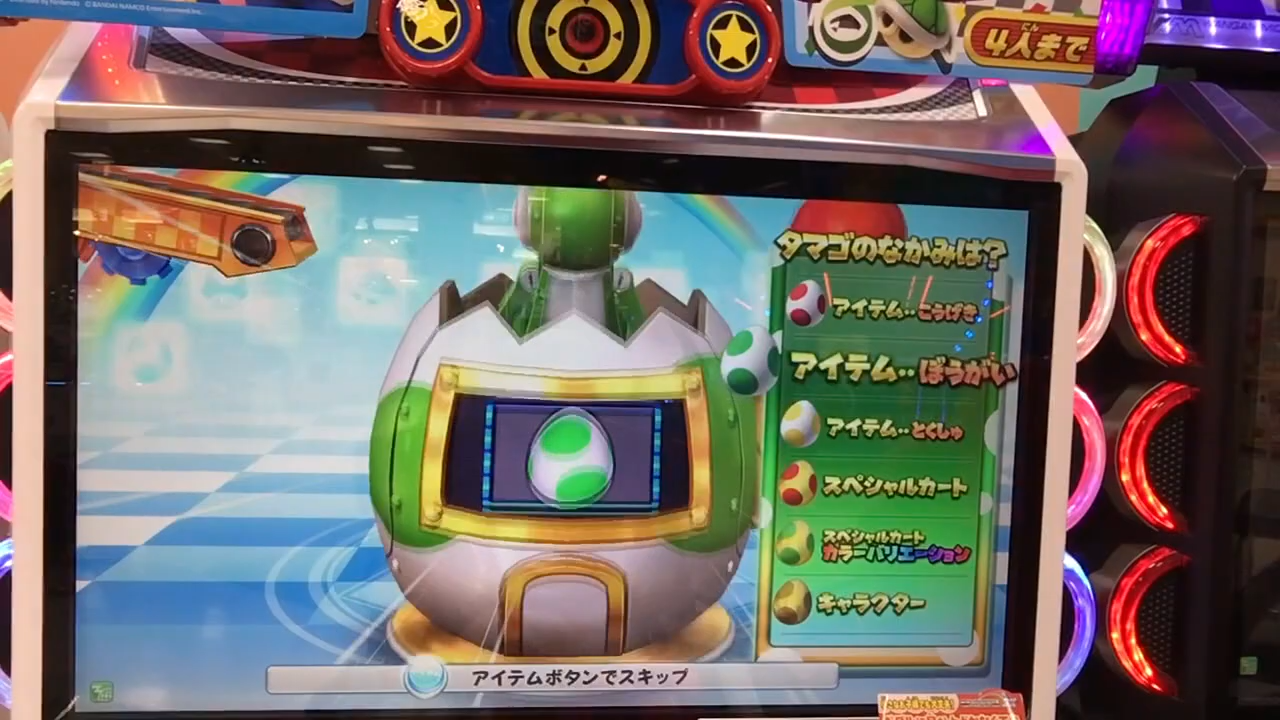 ©BANDAI NAMCO Entertainment Inc.
4人まで
タマゴのなかみは?
アイテム‥こうげき
アイテム‥ぼうがい
アイテム‥とくしゅ
スペシャルカート
スペシャルカート
カラーバリエーション
キャラクター
アイテムボタンでスキップ